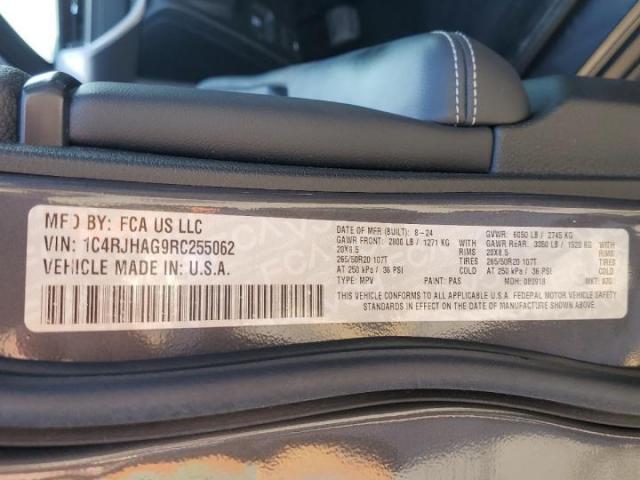 MFD BY: FCA US LLC
VIN: 1C4RJHAG9RC255062
VEHICLE MADE IN: U.S.A.
DATE OF MFR (BUILT): 8-24 GVWR: 6050 LB / 2745 KG
GAWR FRONT: 2800 LB / 1271 KG GAWR REAR: 3350 LB / 1520 KG
20X8.5 RIMS 20X8.5 RIMS
265/50R20 107T TIRES 265/50R20 107T TIRES
AT 250 kPa / 36 PSI AT 250 kPa / 36 PSI
TYPE: MPV PAINT: PAS MDH: 080918 MKT:
THIS VEHICLE CONFORMS TO ALL APPLICABLE U.S.A. FEDERAL MOTOR VEHICLE SAFETY
STANDARDS IN EFFECT ON THE DATE OF MANUFACTURE SHOWN ABOVE.